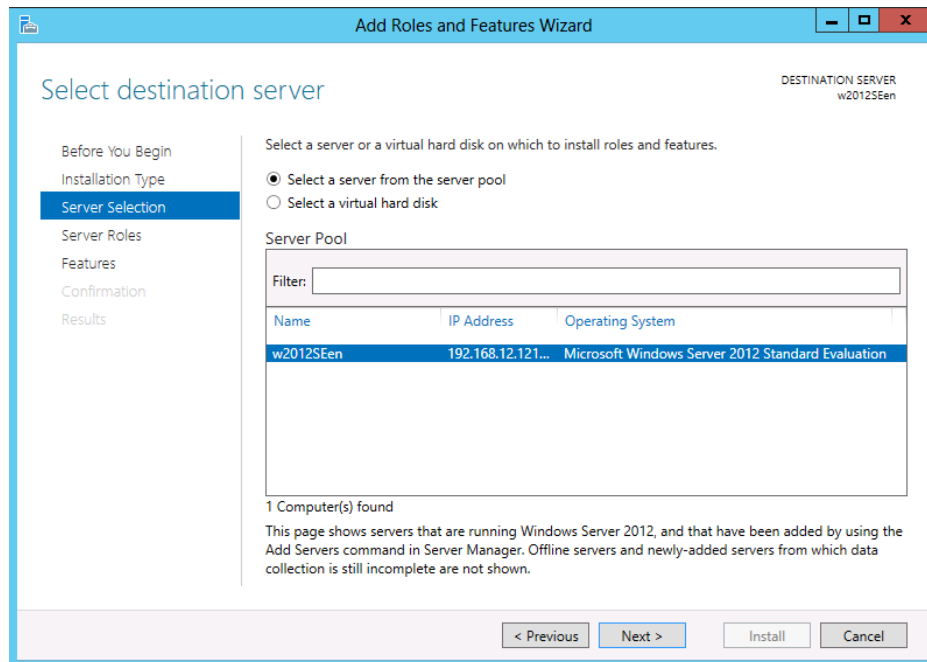 Add Roles and Features Wizard
Select destination server
DESTINATION SERVER
w2012SEen
Before You Begin
Installation Type
Server Selection
Server Roles
Features
Confirmation
Results
Select a server or a virtual hard disk on which to install roles and features.
Select a server from the server pool
Select a virtual hard disk
Server Pool
Filter:
Name IP Address Operating System
w2012SEen 192.168.12.121... Microsoft Windows Server 2012 Standard Evaluation
1 Computer(s) found
This page shows servers that are running Windows Server 2012, and that have been added by using the
Add Servers command in Server Manager. Offline servers and newly-added servers from which data
collection is still incomplete are not shown.
< Previous Next > Install Cancel